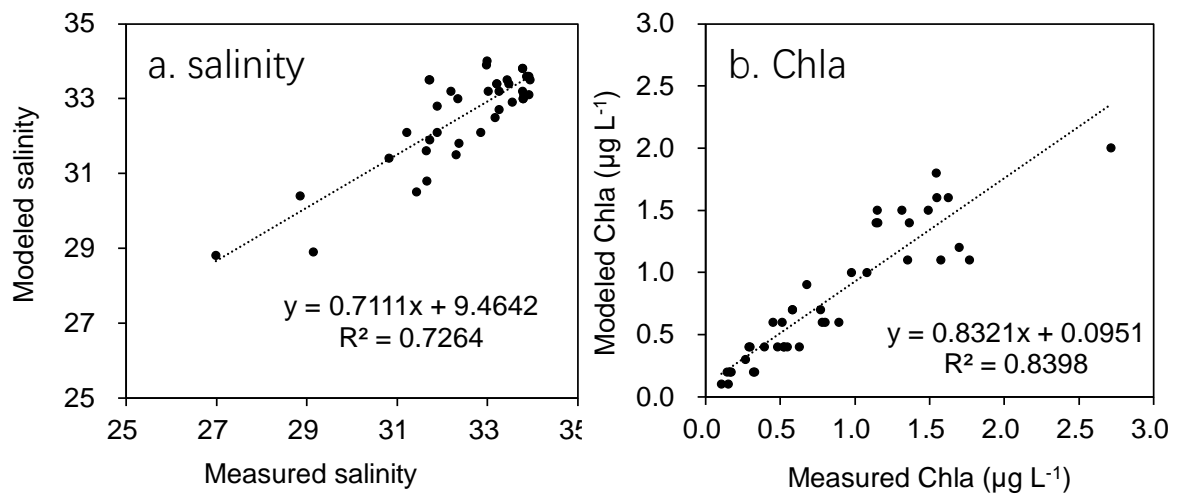 a. salinity
Modeled salinity
35
33
31
29
27
25
y = 0.7111x + 9.4642
R² = 0.7264
25 27 29 31 33 35
Measured salinity
b. Chla
Modeled Chla (µg L⁻¹)
3.0
2.5
2.0
1.5
1.0
0.5
0.0
y = 0.8321x + 0.0951
R² = 0.8398
0.0 0.5 1.0 1.5 2.0 2.5 3.0
Measured Chla (µg L⁻¹)